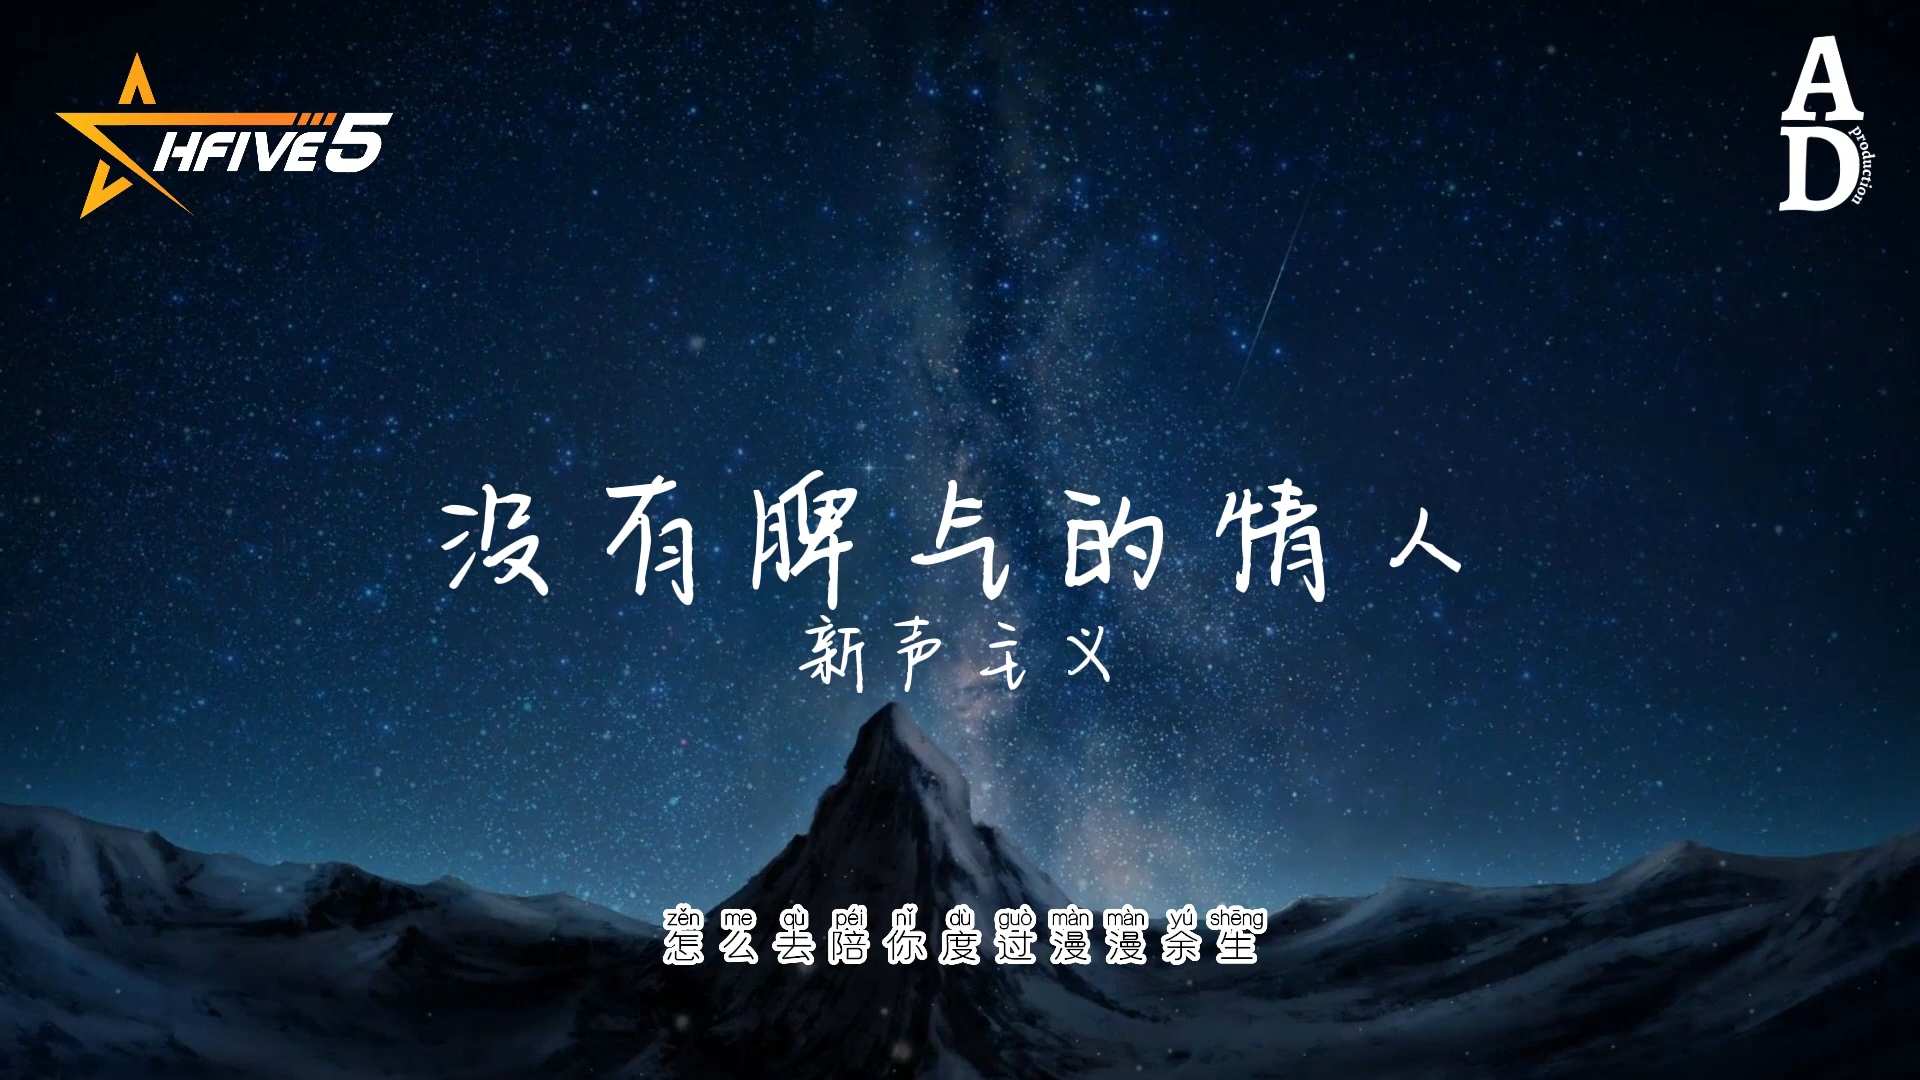 HFIVE5
AD
production
没有脾气的情人
新声主义
zěn me qù péi nǐ dù guò màn màn yú shēng
怎么去陪你度过漫漫余生